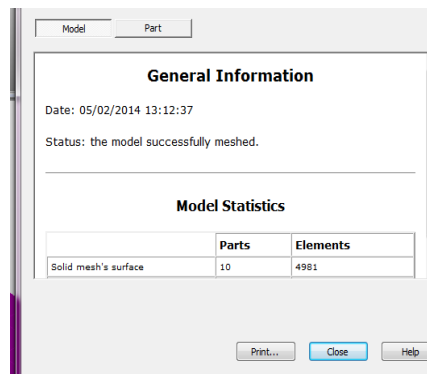 Model Part
General Information
Date: 05/02/2014 13:12:37
Status: the model successfully meshed.
Model Statistics
Parts Elements
Solid mesh's surface 10 4981
Print... Close Help